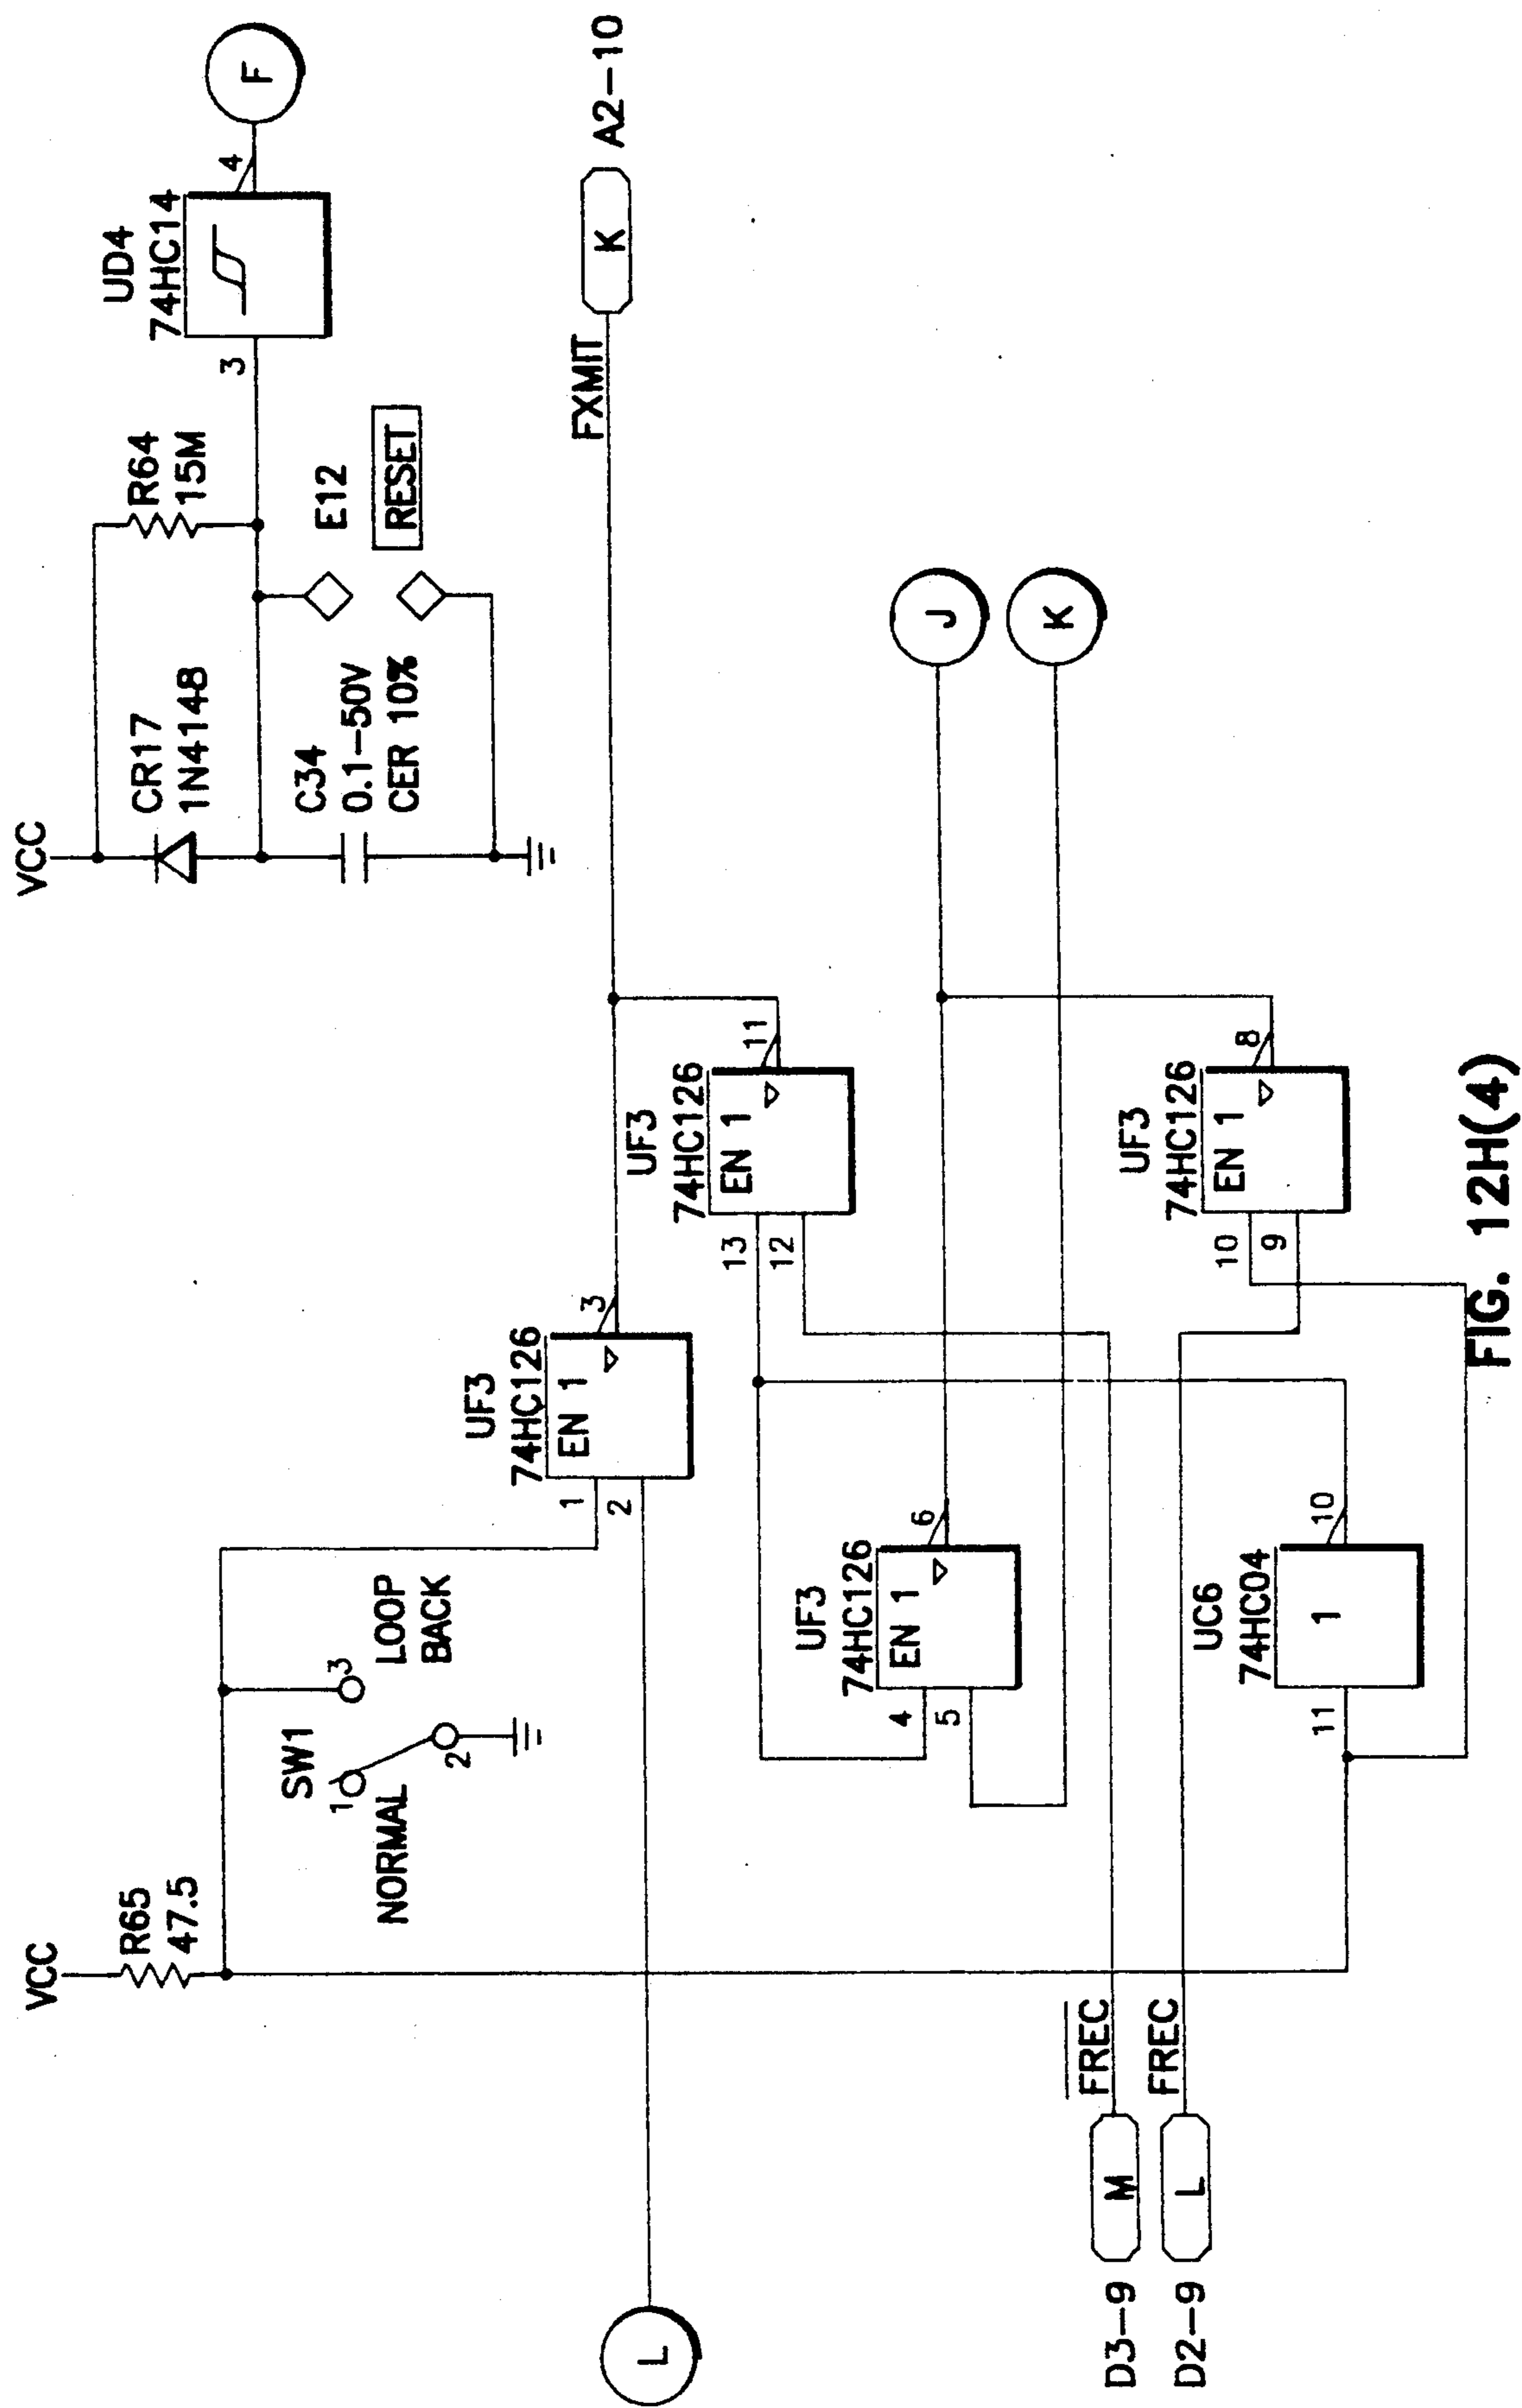 VCC
CR17
1N4148
R64
15M
UD4
74HC14
3
4
F
C34
0.1-50V
CER 10%
E12
RESET
VCC
R65
47.5
SW1
1
NORMAL
2
3
LOOP
BACK
UF3
74HC126
EN 1
1
2
3
FXMIT
K
A2-10
L
UF3
74HC126
EN 1
13
12
11
UF3
74HC126
EN 1
4
5
6
J
K
D3-9
M
FREC
D2-9
L
FREC
UC6
74HC04
1
11
10
UF3
74HC126
EN 1
10
9
8
FIG. 12H(4)